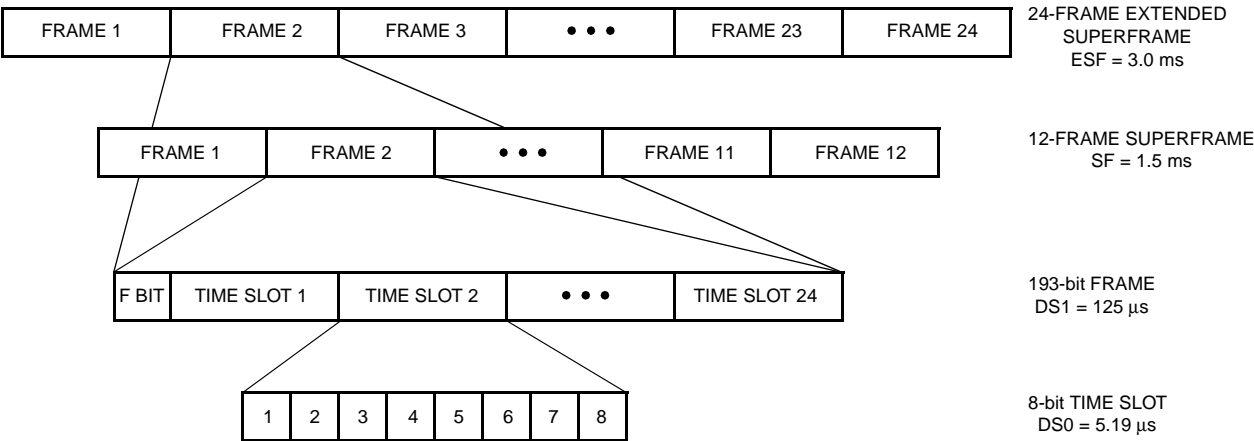 FRAME 1 FRAME 2 FRAME 3 ••• FRAME 23 FRAME 24
24-FRAME EXTENDED
SUPERFRAME
ESF = 3.0 ms
FRAME 1 FRAME 2 ••• FRAME 11 FRAME 12
12-FRAME SUPERFRAME
SF = 1.5 ms
F BIT TIME SLOT 1 TIME SLOT 2 ••• TIME SLOT 24
193-bit FRAME
DS1 = 125 μs
1 2 3 4 5 6 7 8
8-bit TIME SLOT
DS0 = 5.19 μs